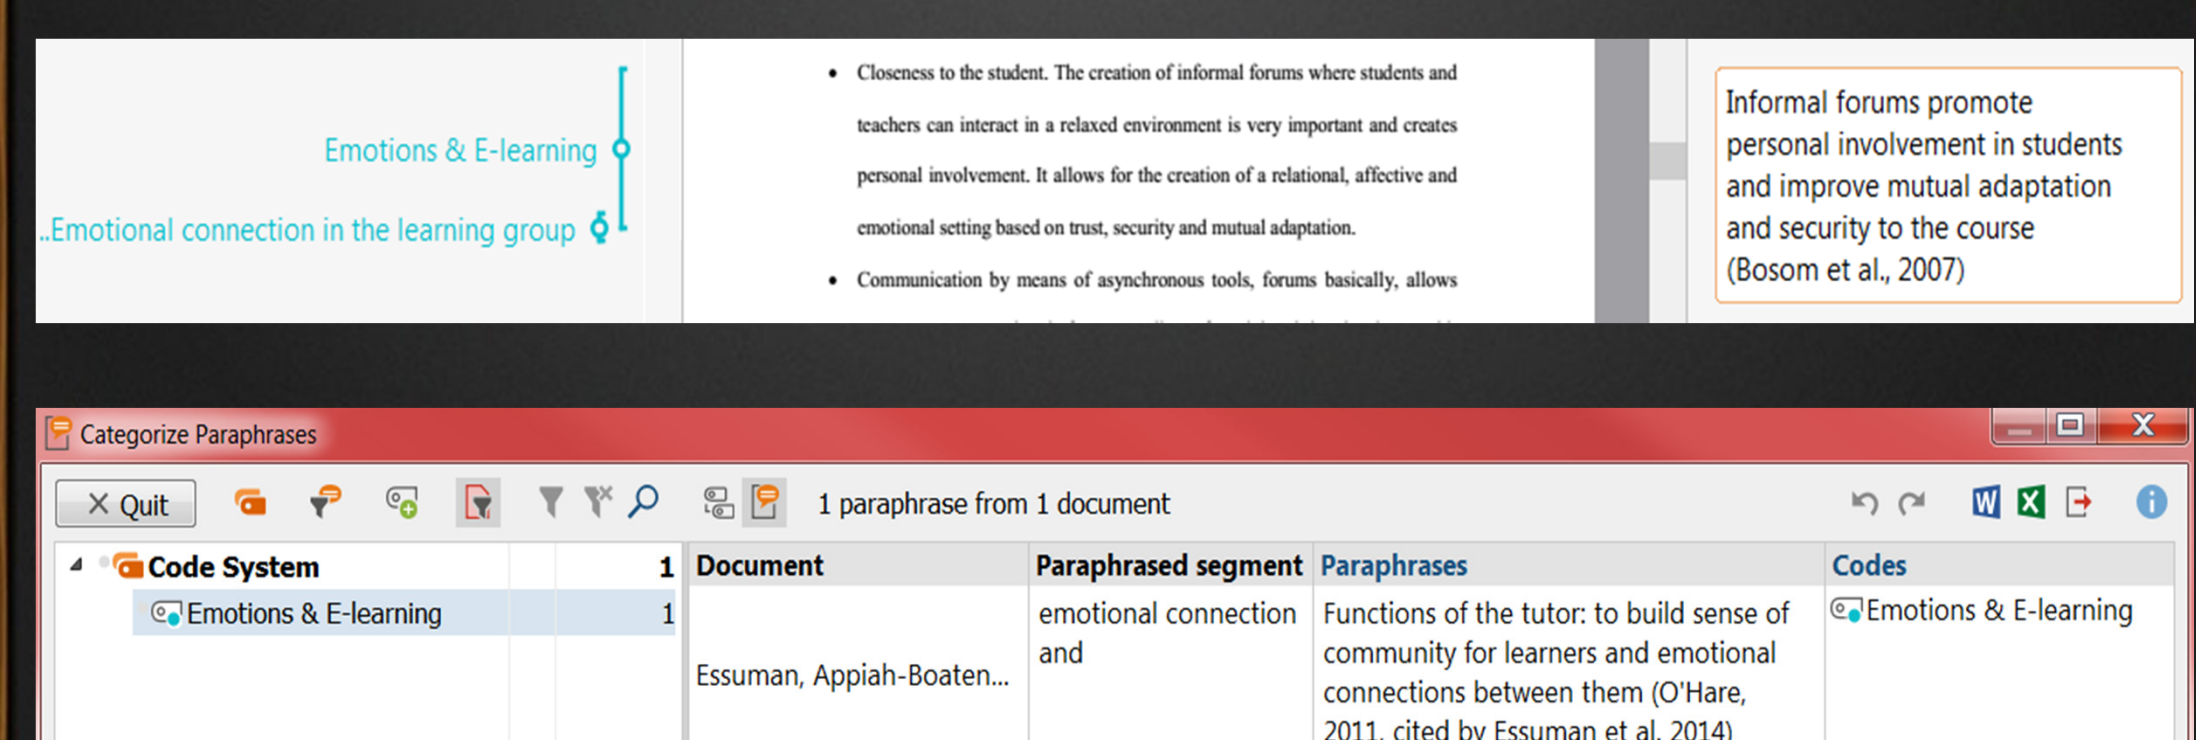 Emotions & E-learning
..Emotional connection in the learning group
• Closeness to the student. The creation of informal forums where students and
teachers can interact in a relaxed environment is very important and creates
personal involvement. It allows for the creation of a relational, affective and
emotional setting based on trust, security and mutual adaptation.
• Communication by means of asynchronous tools, forums basically, allows
Informal forums promote
personal involvement in students
and improve mutual adaptation
and security to the course
(Bosom et al., 2007)
Categorize Paraphrases
X
Quit
1 paraphrase from 1 document
W X i
Code System 1
Emotions & E-learning 1
Document Paraphrased segment Paraphrases Codes
Essuman, Appiah-Boaten...
emotional connection
and
Functions of the tutor: to build sense of
community for learners and emotional
connections between them (O'Hare,
2011, cited by Essuman et al. 2014)
Emotions & E-learning